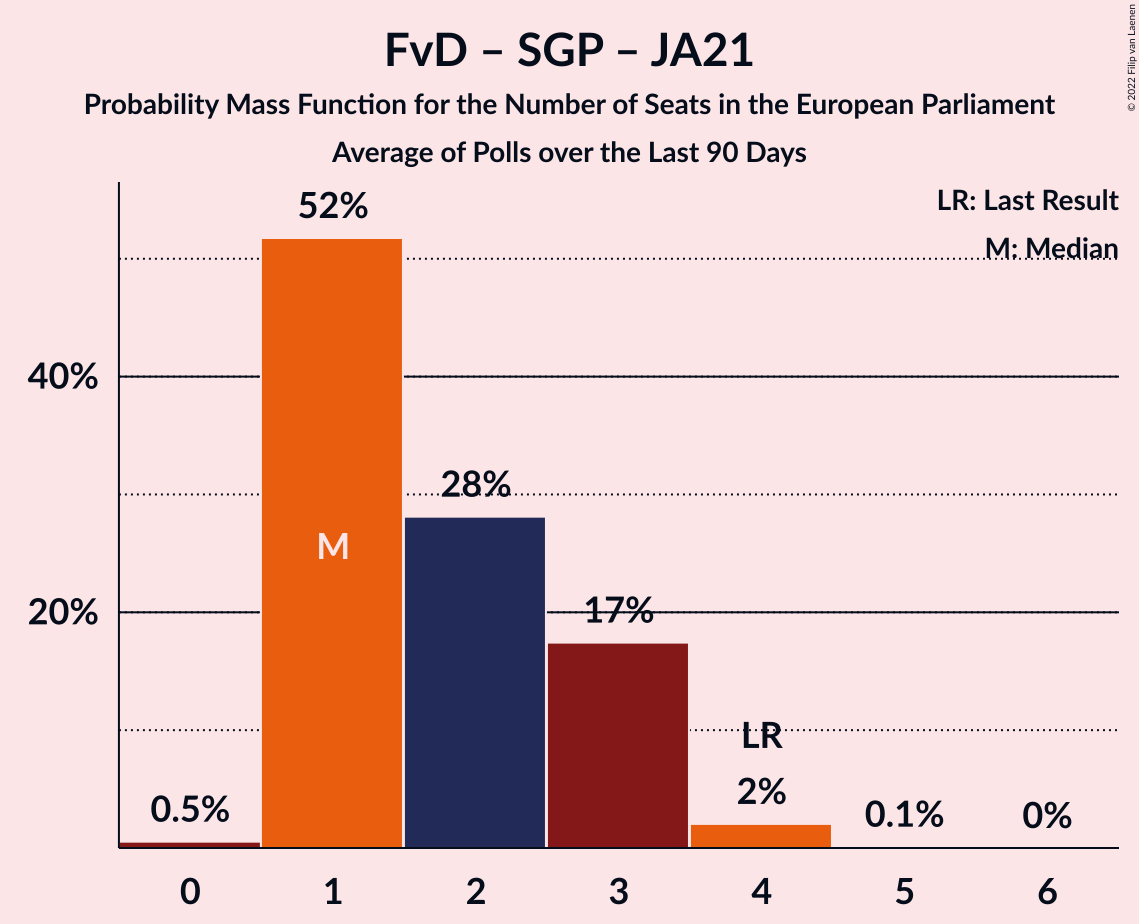 FvD – SGP – JA21
Probability Mass Function for the Number of Seats in the European Parliament
Average of Polls over the Last 90 Days
© 2022 Filip van Laenen
LR: Last Result
M: Median
52%
40%
28%
M
20%
17%
LR
2%
0.5%
0.1%
0%
0 1 2 3 4 5 6